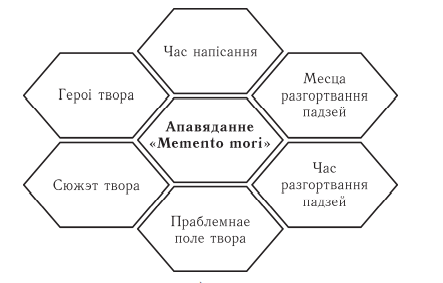 Час напісання
Героі твора
Месца
разгортвання
падзей
Апавяданне
«Memento mori»
Сюжэт твора
Час
разгортвання
падзей
Праблемнае
поле твора